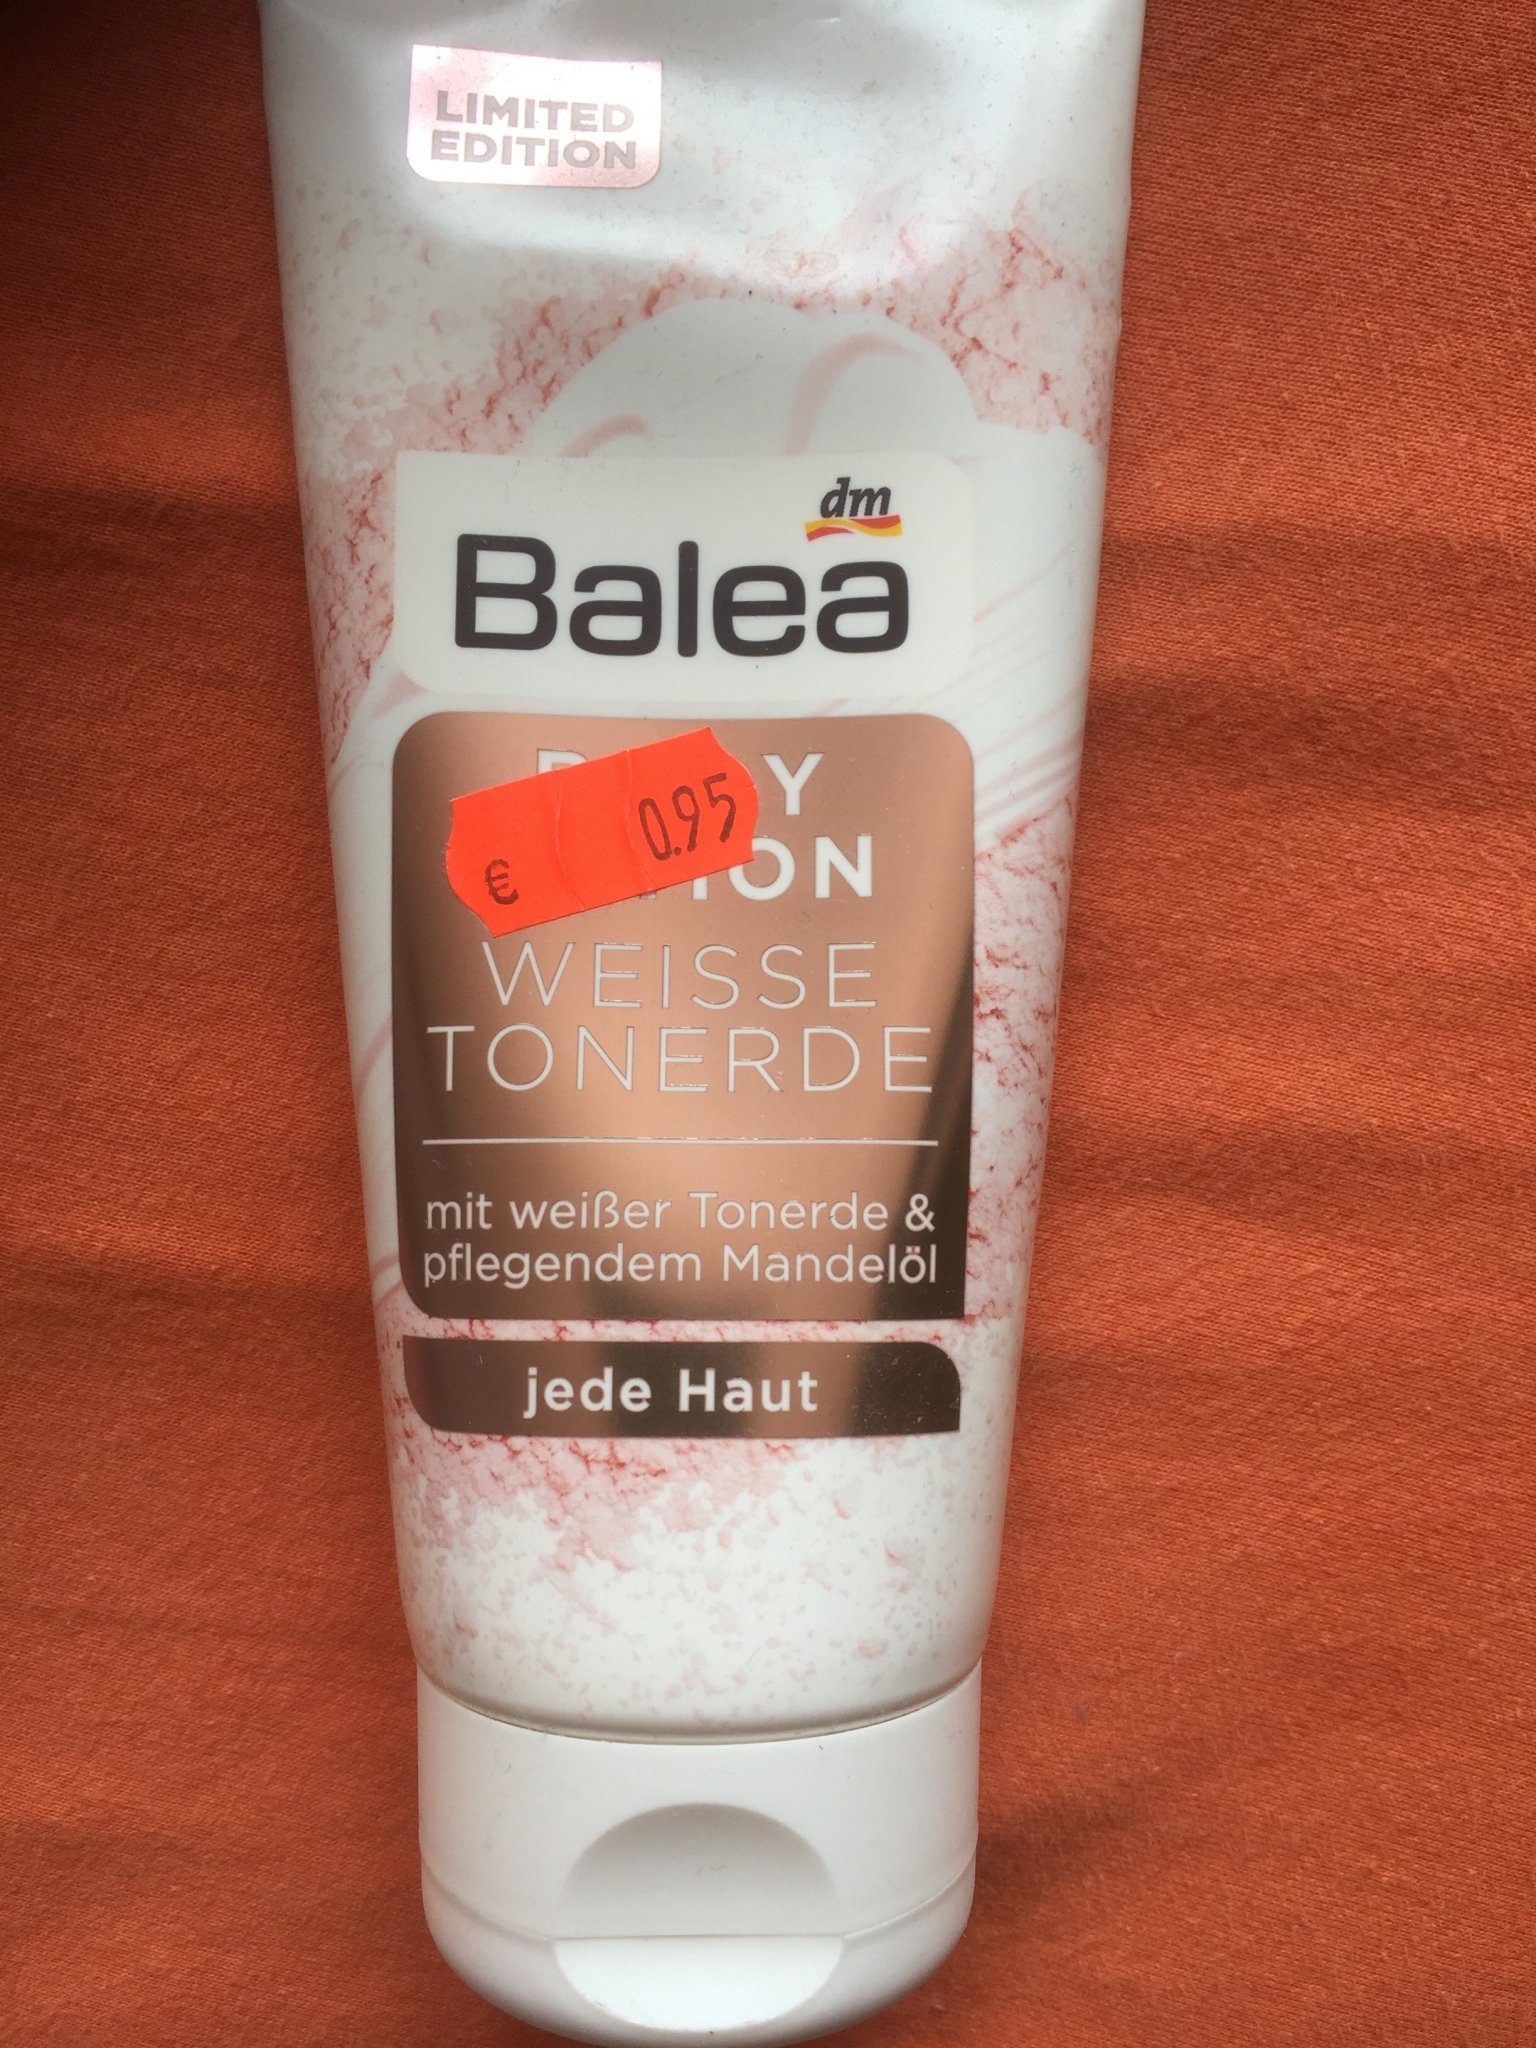 LIMITED
EDITION
dm
Balea
€ 0.95
WEISSE
TONERDE
mit weißer Tonerde &
pflegendem Mandelöl
jede Haut